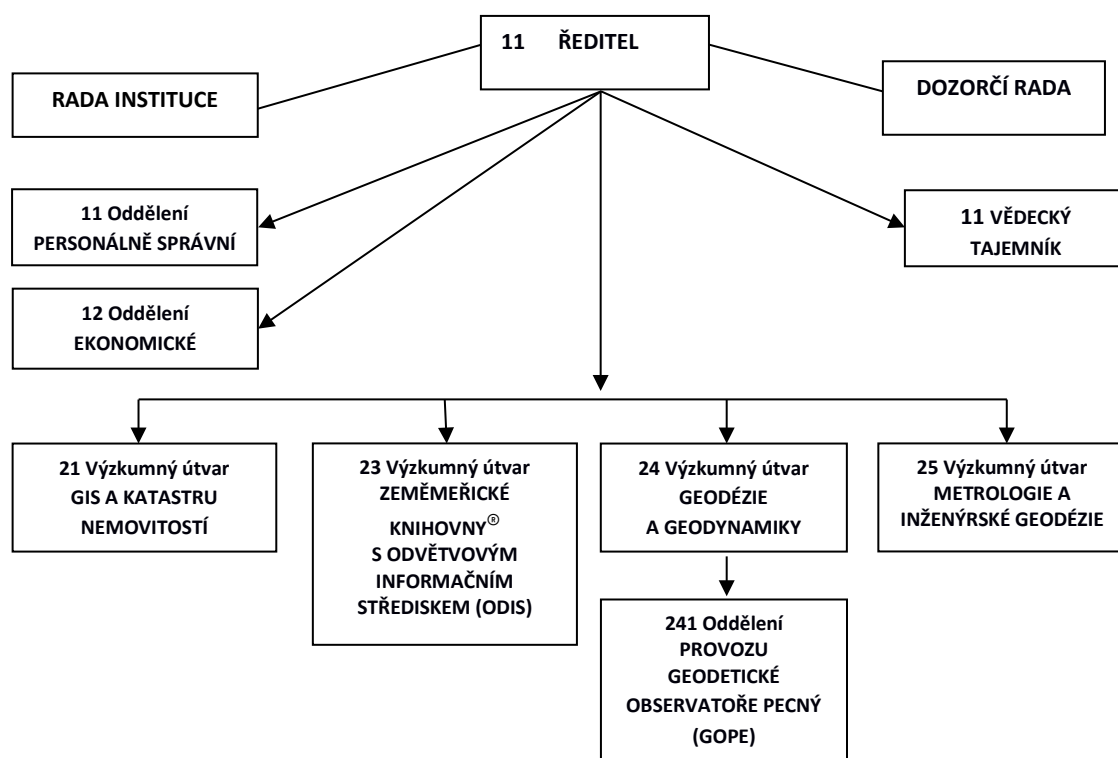 11 ŘEDITEL
RADA INSTITUCE
DOZORČÍ RADA
11 Oddělení
PERSONÁLNĚ SPRÁVNÍ
11 VĚDECKÝ
TAJEMNÍK
12 Oddělení
EKONOMICKÉ
21 Výzkumný útvar
GIS A KATASTRU
NEMOVITOSTÍ
23 Výzkumný útvar
ZEMĚMĚŘICKÉ
KNIHOVNY®
S ODVĚTVOVÝM
INFORMAČNÍM
STŘEDISKEM (ODIS)
24 Výzkumný útvar
GEODÉZIE
A GEODYNAMIKY
25 Výzkumný útvar
METROLOGIE A
INŽENÝRSKÉ GEODÉZIE
241 Oddělení
PROVOZU
GEODETICKÉ
OBSERVATOŘE PECNÝ
(GOPE)